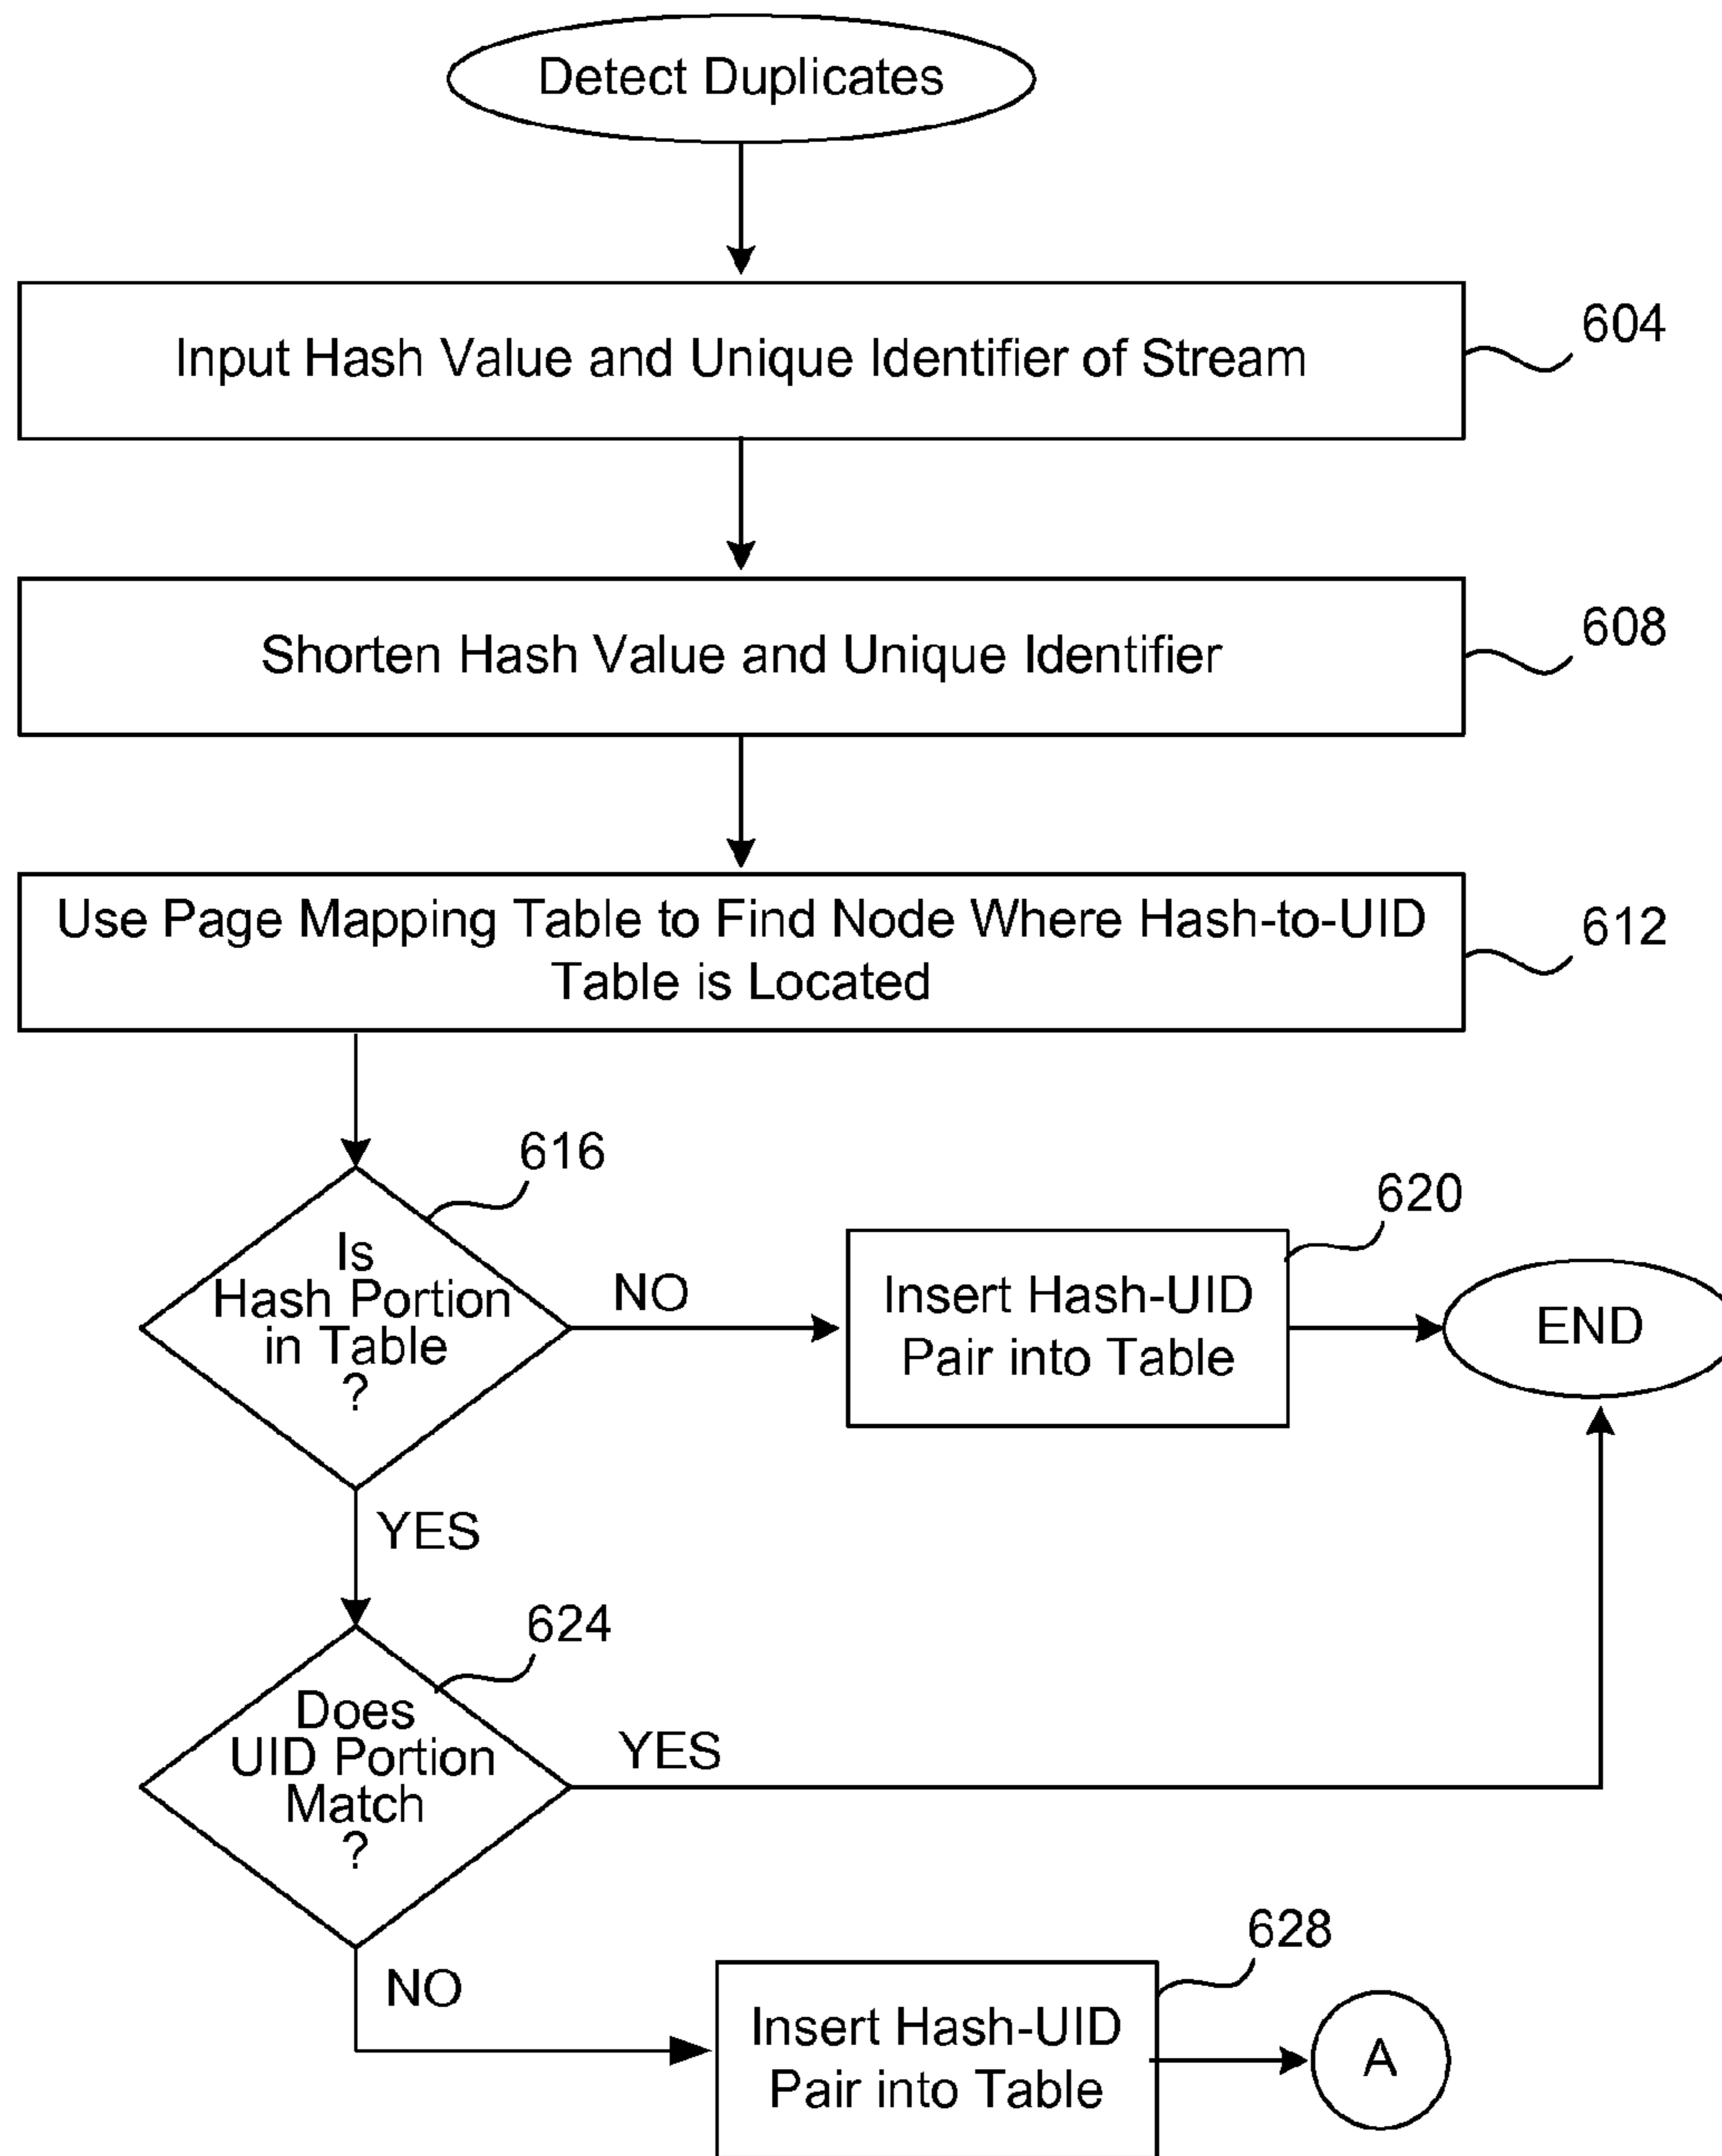 Detect Duplicates
Input Hash Value and Unique Identifier of Stream
604
Shorten Hash Value and Unique Identifier
608
Use Page Mapping Table to Find Node Where Hash-to-UID
Table is Located
612
616
Is
Hash Portion
in Table
?
NO
620
Insert Hash-UID
Pair into Table
END
YES
624
Does
UID Portion
Match
?
YES
NO
628
Insert Hash-UID
Pair into Table
A